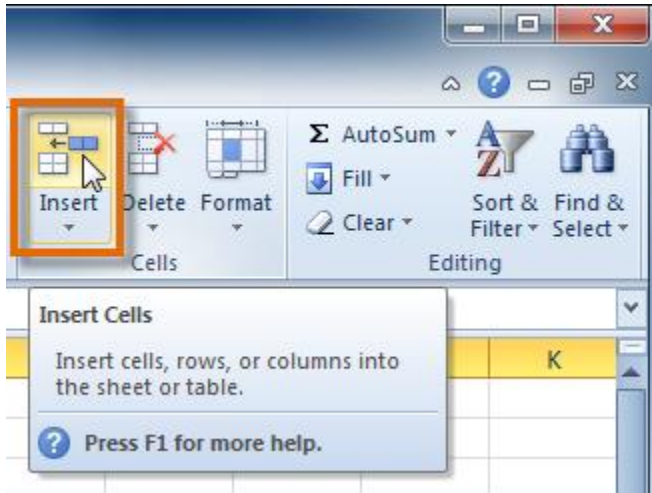 Insert
Delete
Format
Cells
Σ AutoSum
Fill
Clear
Sort &
Filter
Find &
Select
Editing
Insert Cells
Insert cells, rows, or columns into
the sheet or table.
Press F1 for more help.
K